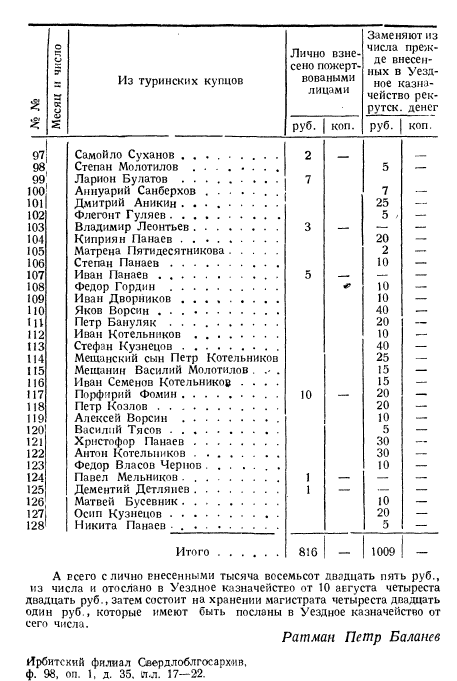 № №
Месяц и число
Из туринских купцов
Лично взнесено пожертвоваными лицами
Заменяют из числа прежде внесенных в Уездное казначейство рекрутск. денег
руб. коп. руб. коп.
97 Самойло Суханов . . . . . . . . . 2 — —
98 Степан Молотилов . . . . . . . . 5 —
99 Ларион Булатов . . . . . . . . . 7 —
100 Аннуарий Санберхов . . . . . . . . 7 —
101 Дмитрий Аникин . . . . . . . . . 25 —
102 Флегонт Гуляев . . . . . . . . . 5 —
103 Владимир Леонтьев . . . . . . . . 3 — — —
104 Киприян Панаев . . . . . . . . . 20 —
105 Матрена Пятидесятникова . . . . . 2 —
106 Степан Панаев . . . . . . . . . 10 —
107 Иван Панаев . . . . . . . . . . 5 — — —
108 Федор Гордин . . . . . . . . . 10 —
109 Иван Дворников . . . . . . . . . 10 —
110 Яков Ворсин . . . . . . . . . . 40 —
111 Петр Бануляк . . . . . . . . . 20 —
112 Иван Котельников . . . . . . . . 10 —
113 Стефан Кузнецов . . . . . . . . . 40 —
114 Мещанский сын Петр Котельников 25 —
115 Мещанин Василий Молотилов . . . 15 —
116 Иван Семенов Котельников . . . . 15 —
117 Порфирий Фомин . . . . . . . . . 10 — 20 —
118 Петр Козлов . . . . . . . . . . 20 —
119 Алексей Ворсин . . . . . . . . . 10 —
120 Василий Тясов . . . . . . . . . 5 —
121 Христофор Панаев . . . . . . . . 30 —
122 Антон Котельников . . . . . . . . 30 —
123 Федор Власов Чернов . . . . . . . 10 —
124 Павел Мельников . . . . . . . . . 1 — — —
125 Дементий Детлянев . . . . . . . . 1 — — —
126 Матвей Бусевник . . . . . . . . . 10 —
127 Осип Кузнецов . . . . . . . . . 20 —
128 Никита Панаев . . . . . . . . . 5 —
Итого . . . . . . 816 — 1009 —
А всего с лично внесенными тысяча восемьсот двадцать пять руб.,
из числа и отослано в Уездное казначейство от 10 августа четыреста
двадцать руб., затем состоит на хранении магистрата четыреста двадцать
один руб., которые имеют быть посланы в Уездное казначейство от
сего числа.
Ратман Петр Баланев
Ирбитский филиал Свердлоблгосархив,
ф. 98, оп. 1, д. 35, л.л. 17—22.